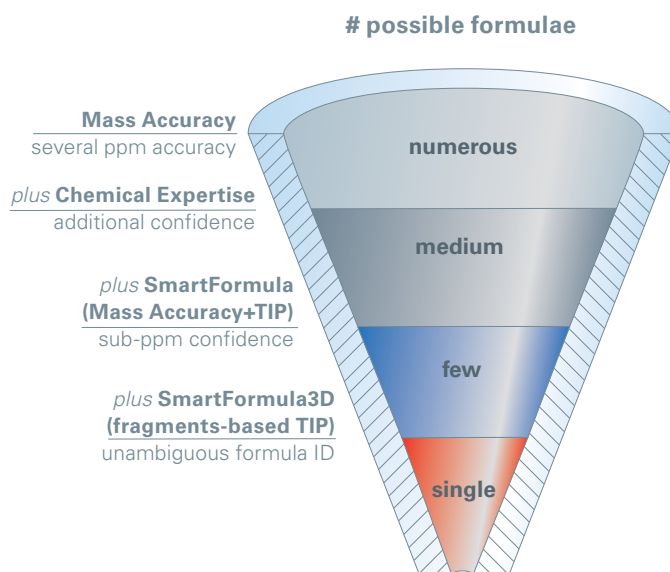 # possible formulae
Mass Accuracy
several ppm accuracy
numerous
plus Chemical Expertise
additional confidence
medium
plus SmartFormula
(Mass Accuracy+TIP)
sub-ppm confidence
few
plus SmartFormula3D
(fragments-based TIP)
unambiguous formula ID
single